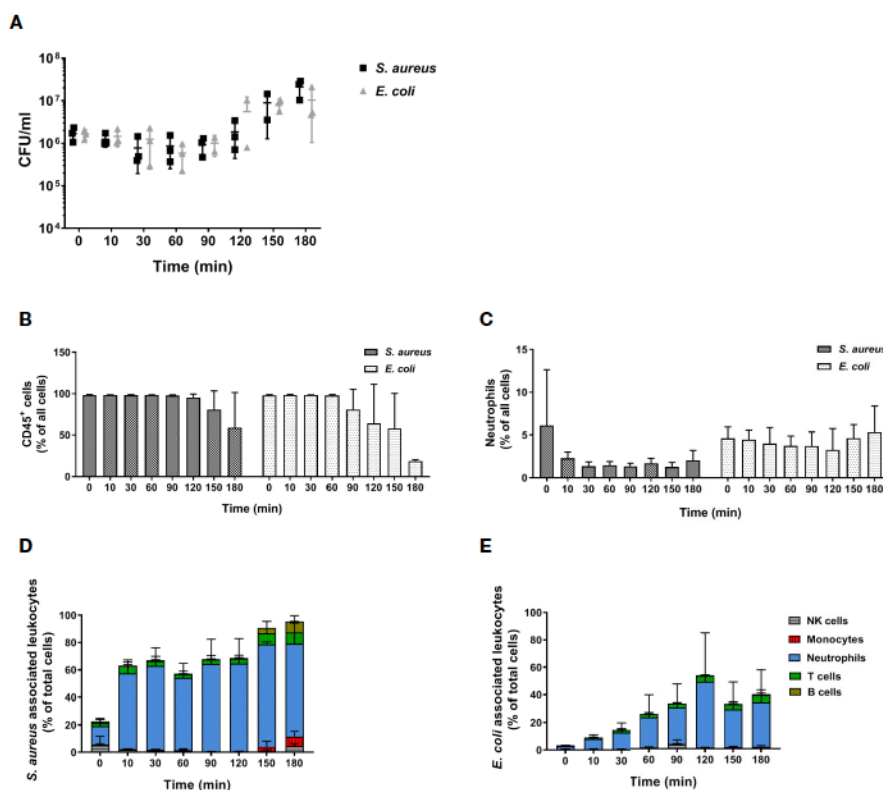 A
10⁸
10⁷
10⁶
10⁵
10⁴
CFU/ml
S. aureus
E. coli
0 10 30 60 90 120 150 180
Time (min)
B
150
100
50
0
CD45⁺ cells
(% of all cells)
S. aureus
E. coli
0 10 30 60 90 120 150 180 0 10 30 60 90 120 150 180
Time (min)
C
15
10
5
0
Neutrophils
(% of all cells)
S. aureus
E. coli
0 10 30 60 90 120 150 180 0 10 30 60 90 120 150 180
Time (min)
D
100
80
60
40
20
0
S. aureus associated leukocytes
(% of total cells)
0 10 30 60 90 120 150 180
Time (min)
E
100
80
60
40
20
0
E. coli associated leukocytes
(% of total cells)
0 10 30 60 90 120 150 180
Time (min)
NK cells
Monocytes
Neutrophils
T cells
B cells